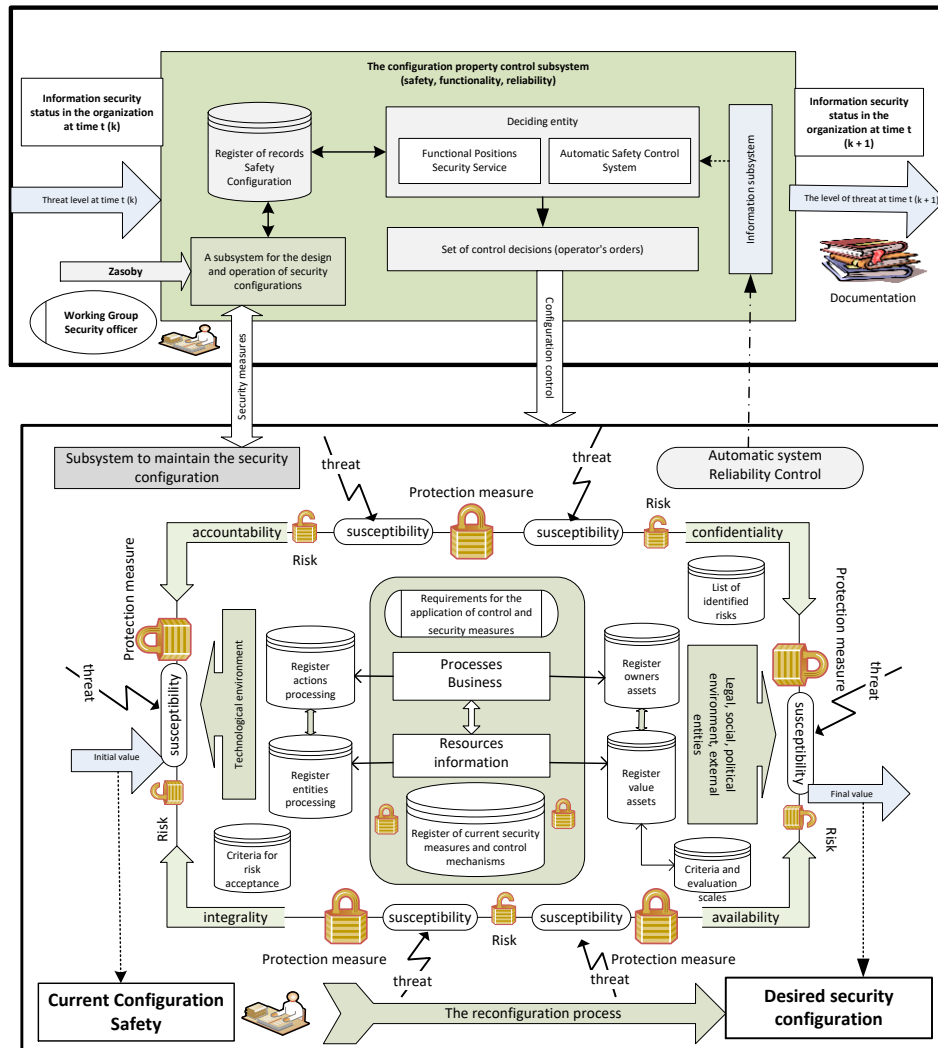 The configuration property control subsystem
(safety, functionality, reliability)
Information security
status in the organization
at time t (k)
Threat level at time t (k)
Register of records
Safety
Configuration
Deciding entity
Functional Positions
Security Service
Automatic Safety Control
System
Information subsystem
Information security
status in the
organization at time t
(k + 1)
The level of threat at time t (k + 1)
Documentation
Set of control decisions (operator's orders)
Zasoby
A subsystem for the design
and operation of security
configurations
Working Group
Security officer
Security measures
Configuration control
Subsystem to maintain the security
configuration
Automatic system
Reliability Control
threat
threat
Protection measure
accountability
Risk
susceptibility
susceptibility
Risk
confidentiality
Protection measure
threat
susceptibility
Technological environment
Requirements for the
application of control and
security measures
List of
identified
risks
Protection measure
threat
susceptibility
Legal, social, political
environment, external
entities
Register
actions
processing
Processes
Business
Register
owners
assets
Register
entities
processing
Resources
information
Register
value
assets
Initial value
Final value
Register of current security
measures and control
mechanisms
Risk
Risk
Criteria for
risk
acceptance
Criteria and
evaluation
scales
integrality
susceptibility
Risk
susceptibility
availability
Protection measure
threat
Protection measure
threat
Current Configuration
Safety
The reconfiguration process
Desired security
configuration